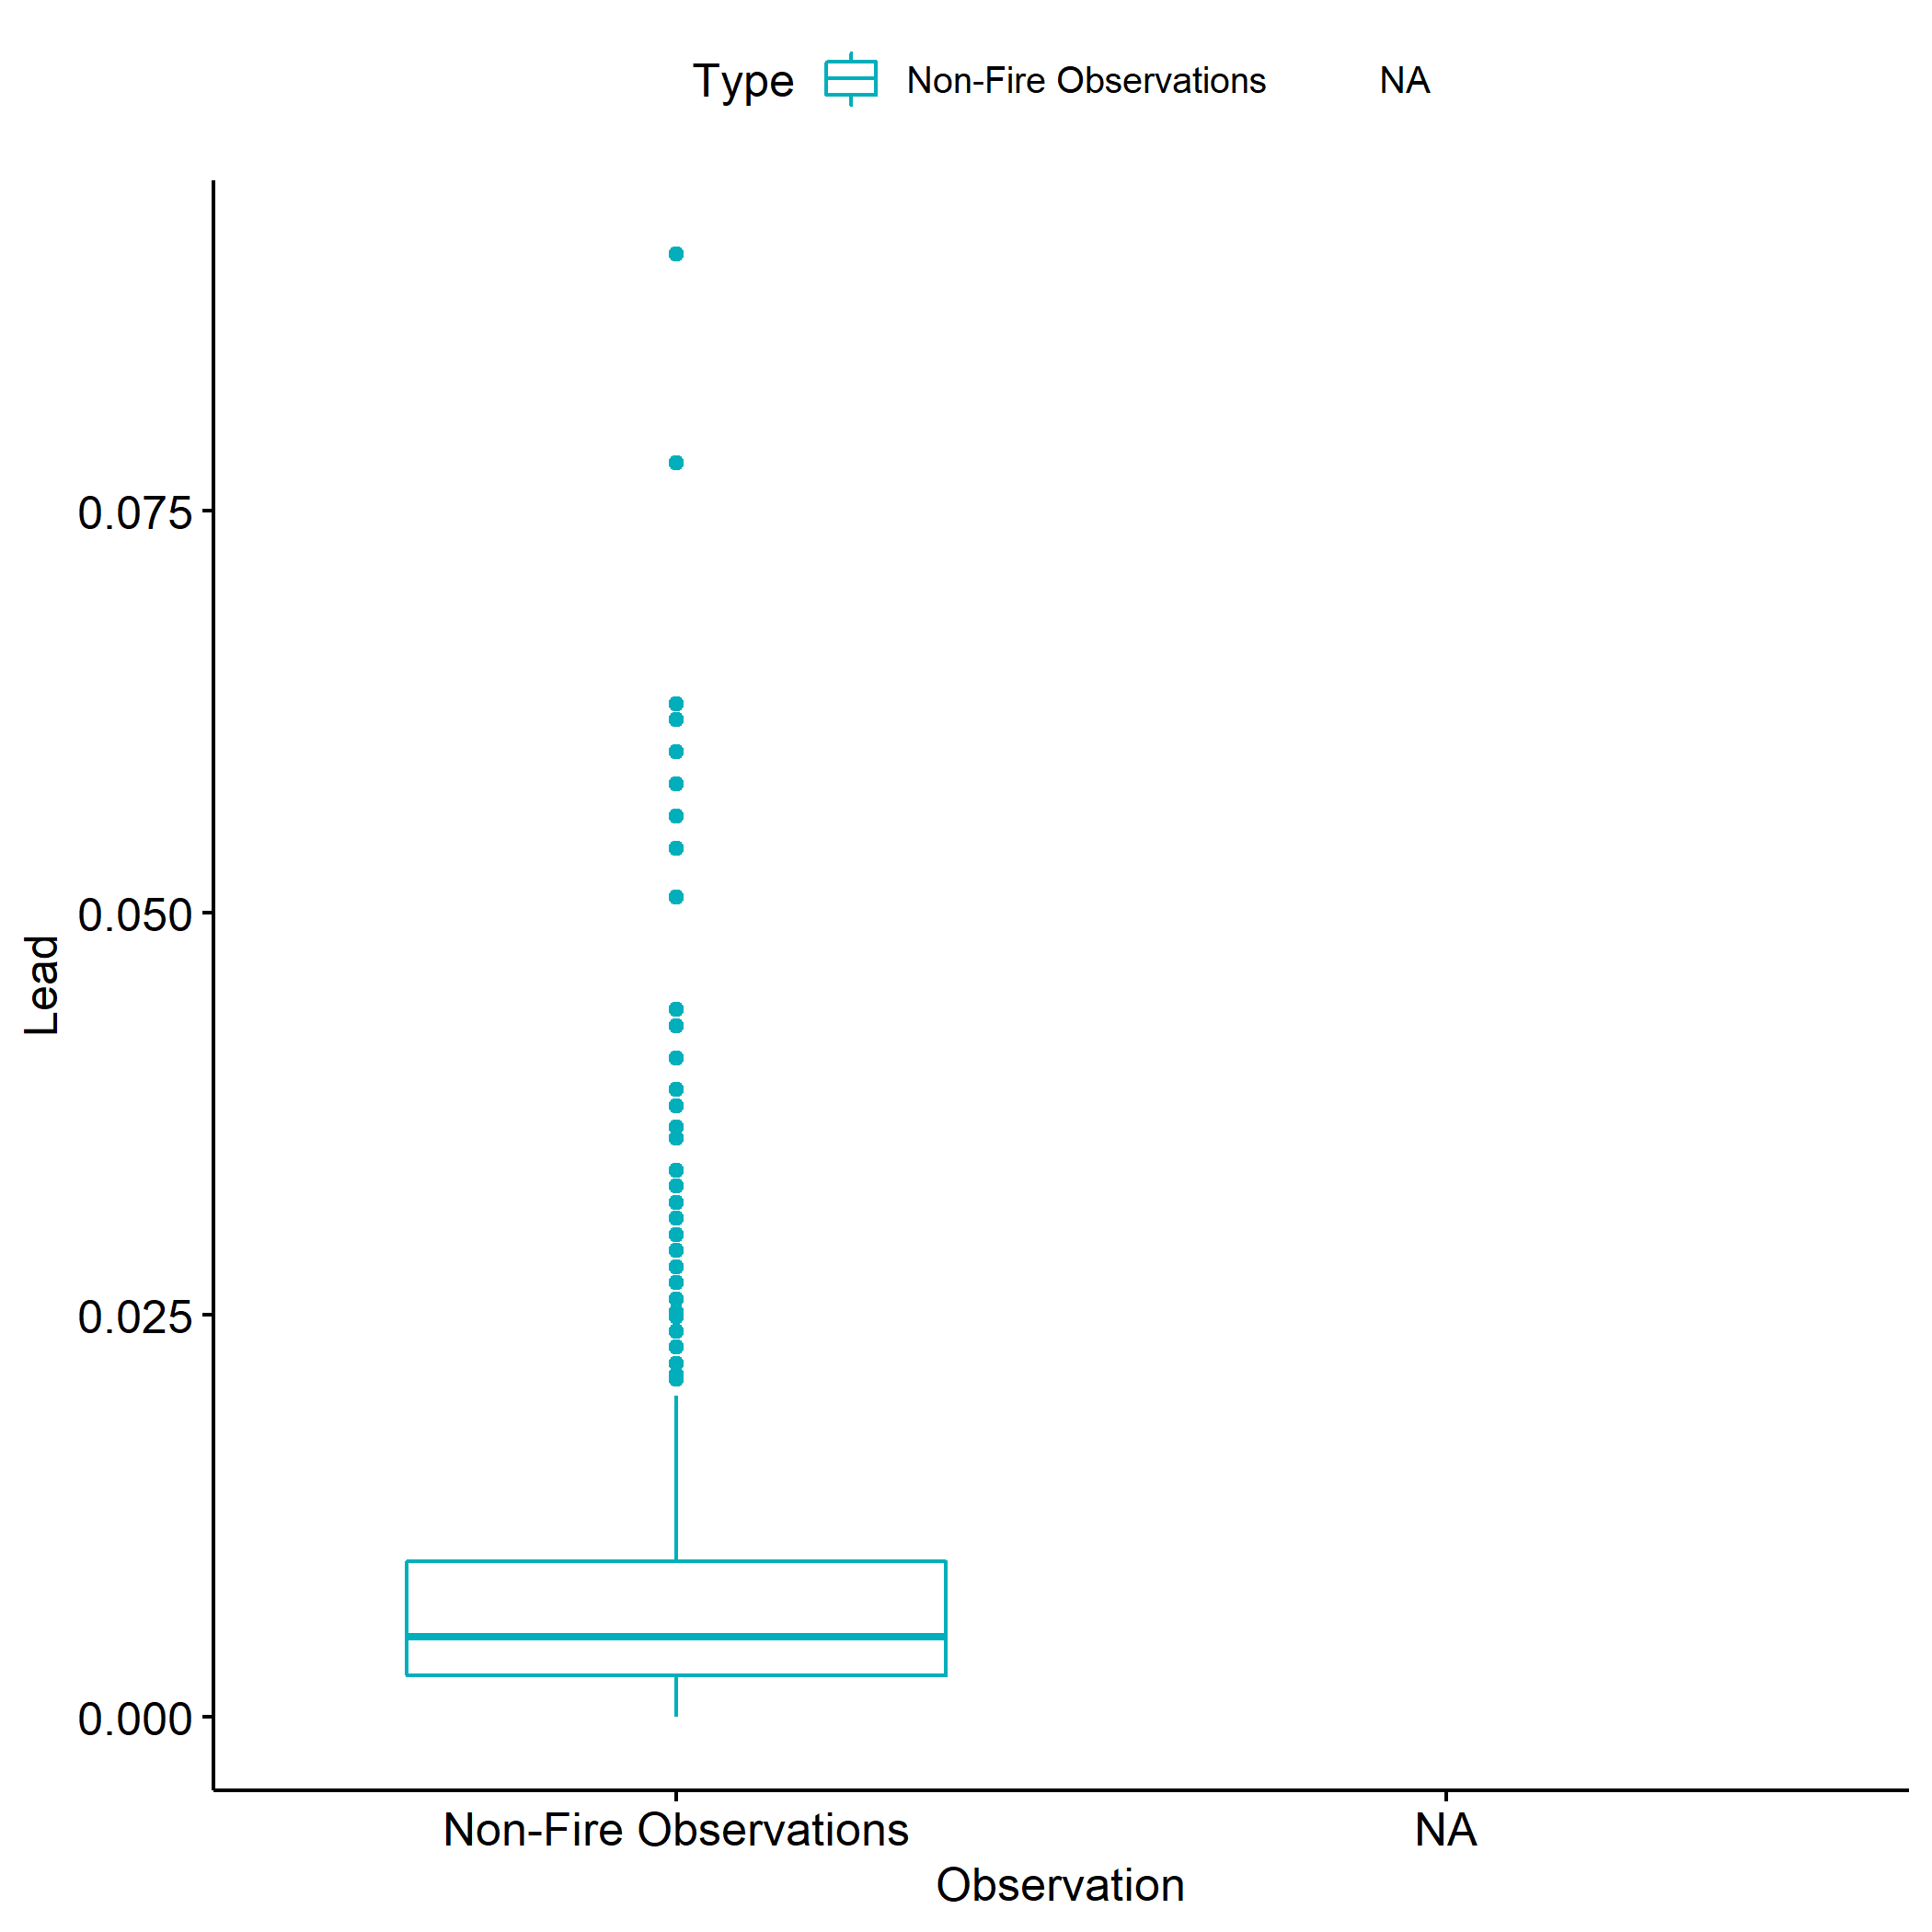 Type Non-Fire Observations NA
0.075
0.050
0.025
0.000
Lead
Non-Fire Observations NA
Observation